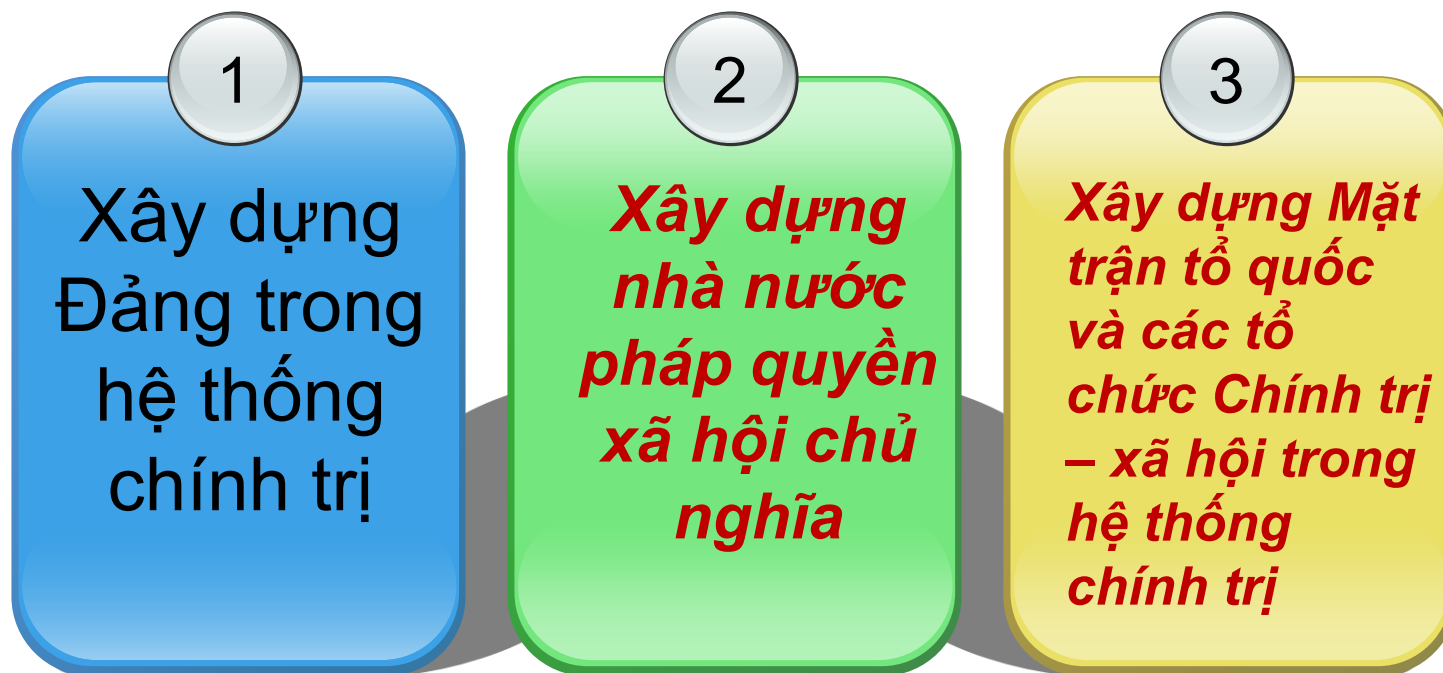 1
Xây dựng
Đảng trong
hệ thống
chính trị
2
Xây dựng
nhà nước
pháp quyền
xã hội chủ
nghĩa
3
Xây dựng Mặt
trận tổ quốc
và các tổ
chức Chính trị
– xã hội trong
hệ thống
chính trị